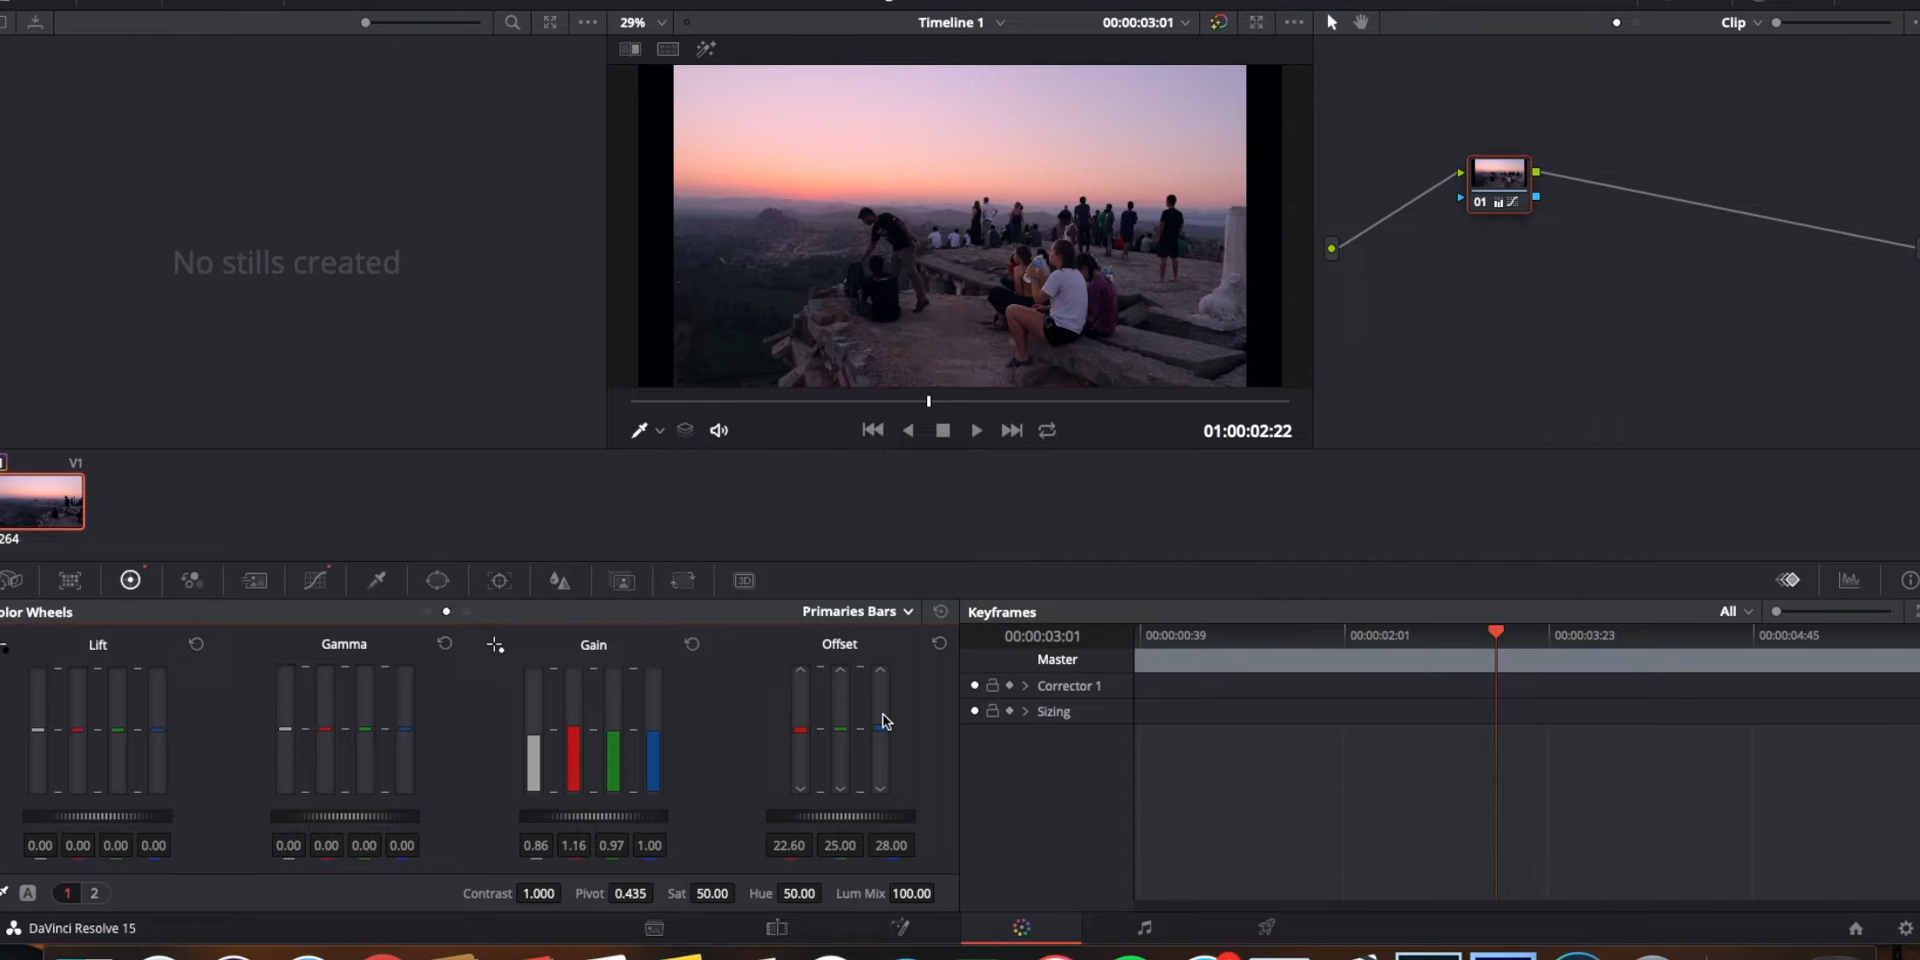 29%
Timeline 1
00:00:03:01
Clip
No stills created
01
01:00:02:22
V1
264
3D
olor Wheels
Primaries Bars
Keyframes
All
Lift
Gamma
Gain
Offset
00:00:03:01
00:00:00:39
00:00:02:01
00:00:03:23
00:00:04:45
Master
Corrector 1
Sizing
0.00 0.00 0.00 0.00
0.00 0.00 0.00 0.00
0.86 1.16 0.97 1.00
22.60 25.00 28.00
A
1 2
Contrast 1.000 Pivot 0.435 Sat 50.00 Hue 50.00 Lum Mix 100.00
DaVinci Resolve 15